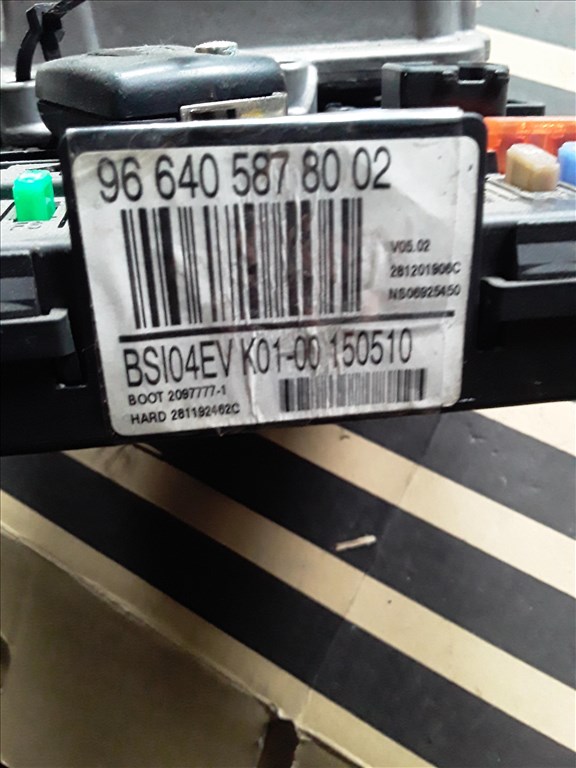 96 640 587 80 02
V05.02
281201906C
NS06925450
BSI04EV K01-00 150510
BOOT 2097777-1
HARD 281192462C